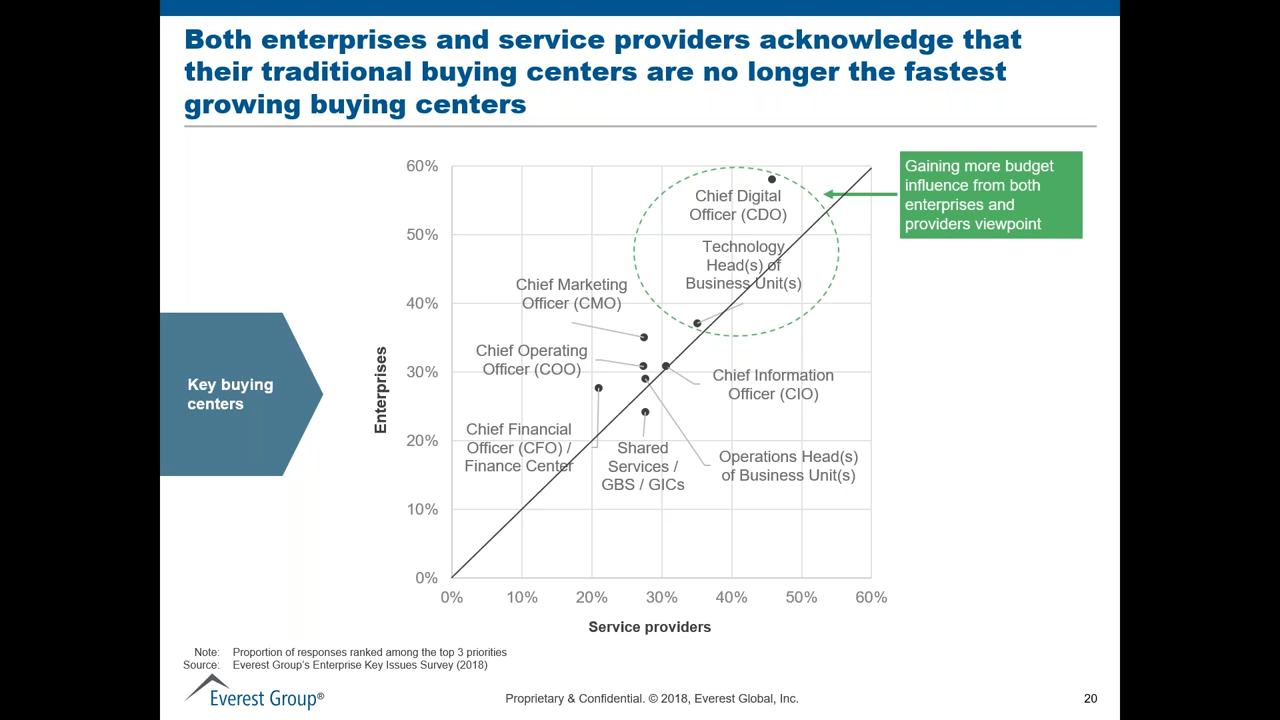 Both enterprises and service providers acknowledge that
their traditional buying centers are no longer the fastest
growing buying centers
Gaining more budget
influence from both
enterprises and
providers viewpoint
Key buying
centers
Enterprises
60%
50%
40%
30%
20%
10%
0%
Chief Digital
Officer (CDO)
Technology
Head(s) of
Business Unit(s)
Chief Marketing
Officer (CMO)
Chief Operating
Officer (COO)
Chief Information
Officer (CIO)
Chief Financial
Officer (CFO) /
Finance Center
Shared
Services /
GBS / GICs
Operations Head(s)
of Business Unit(s)
0% 10% 20% 30% 40% 50% 60%
Service providers
Note: Proportion of responses ranked among the top 3 priorities
Source: Everest Group’s Enterprise Key Issues Survey (2018)
Everest Group®
Proprietary & Confidential. © 2018, Everest Global, Inc.
20